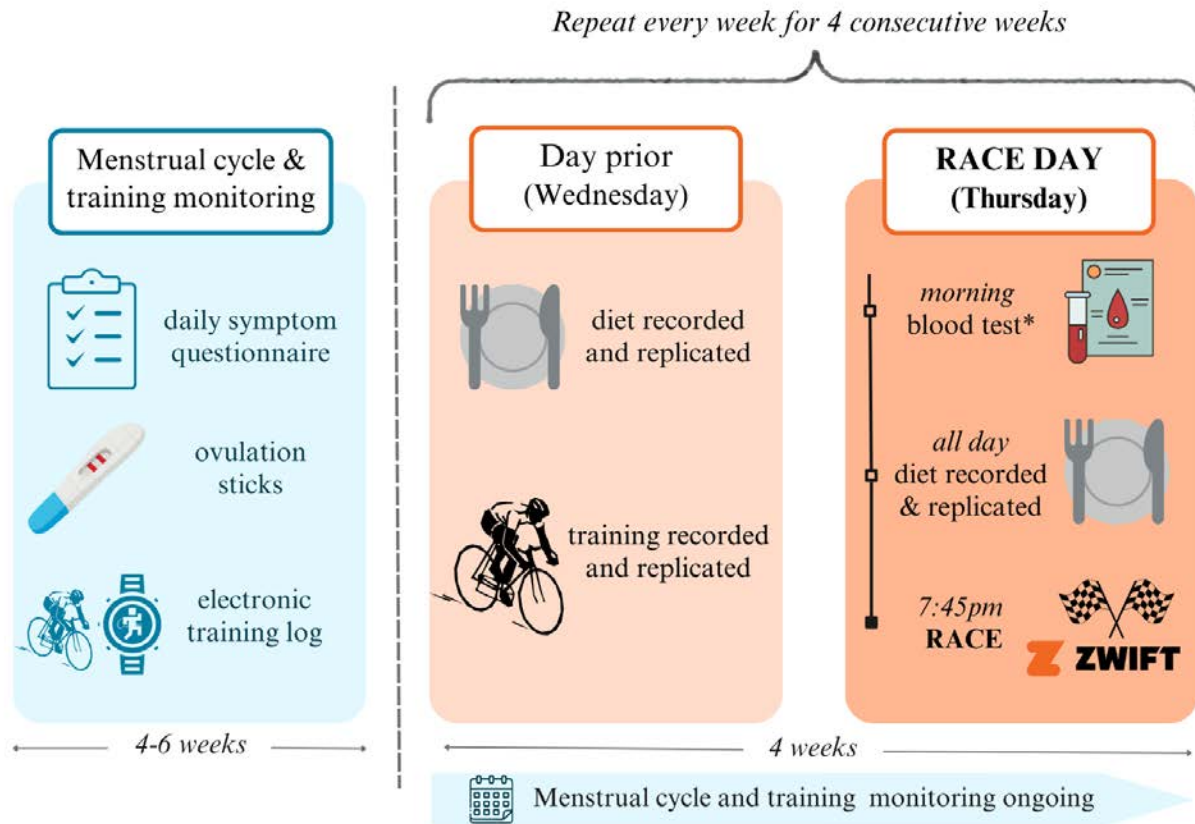 Repeat every week for 4 consecutive weeks
Menstrual cycle &
training monitoring
daily symptom
questionnaire
ovulation
sticks
electronic
training log
4-6 weeks
Day prior
(Wednesday)
diet recorded
and replicated
training recorded
and replicated
RACE DAY
(Thursday)
morning
blood test*
all day
diet recorded
& replicated
7:45pm
RACE
ZWIFT
4 weeks
Menstrual cycle and training monitoring ongoing